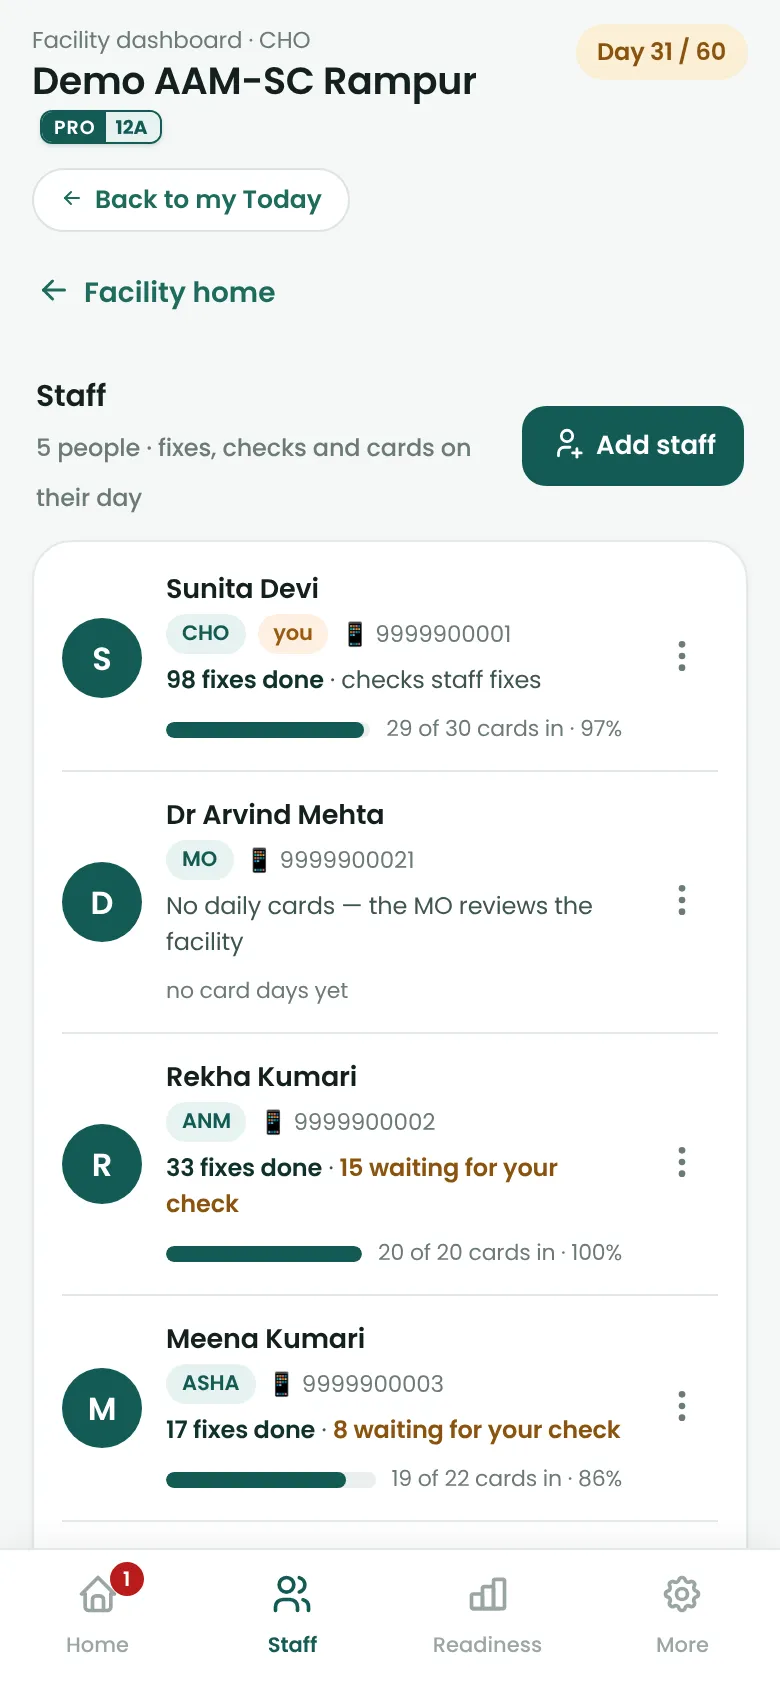 Facility dashboard · CHO
Demo AAM-SC Rampur
Day 31 / 60
PRO 12A
← Back to my Today
← Facility home
Staff
5 people · fixes, checks and cards on
their day
Add staff
S
Sunita Devi
CHO you 📱 9999900001
98 fixes done · checks staff fixes
29 of 30 cards in · 97%
D
Dr Arvind Mehta
MO 📱 9999900021
No daily cards — the MO reviews the
facility
no card days yet
R
Rekha Kumari
ANM 📱 9999900002
33 fixes done · 15 waiting for your
check
20 of 20 cards in · 100%
M
Meena Kumari
ASHA 📱 9999900003
17 fixes done · 8 waiting for your check
19 of 22 cards in · 86%
1
Home Staff Readiness More